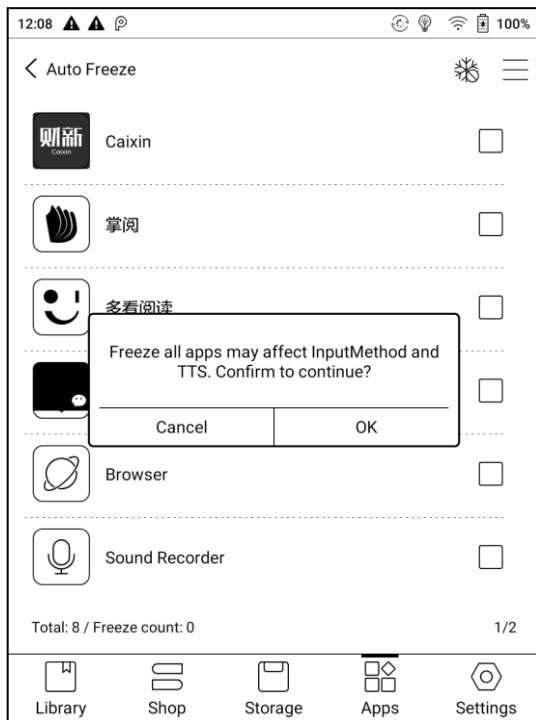 12:08 100%
Auto Freeze
财新
Caixin
Caixin
掌阅
多看阅读
Freeze all apps may affect InputMethod and
TTS. Confirm to continue?
Cancel OK
Browser
Sound Recorder
Total: 8 / Freeze count: 0 1/2
Library Shop Storage Apps Settings